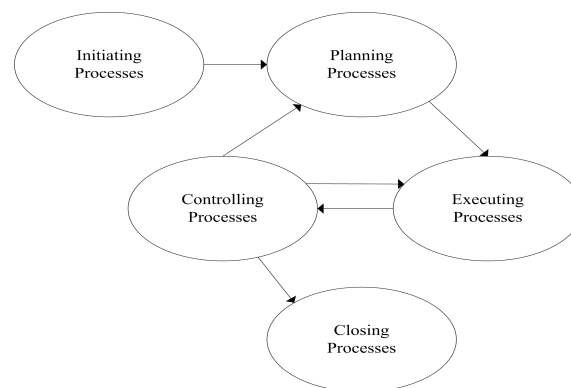 Initiating
Processes
Planning
Processes
Controlling
Processes
Executing
Processes
Closing
Processes